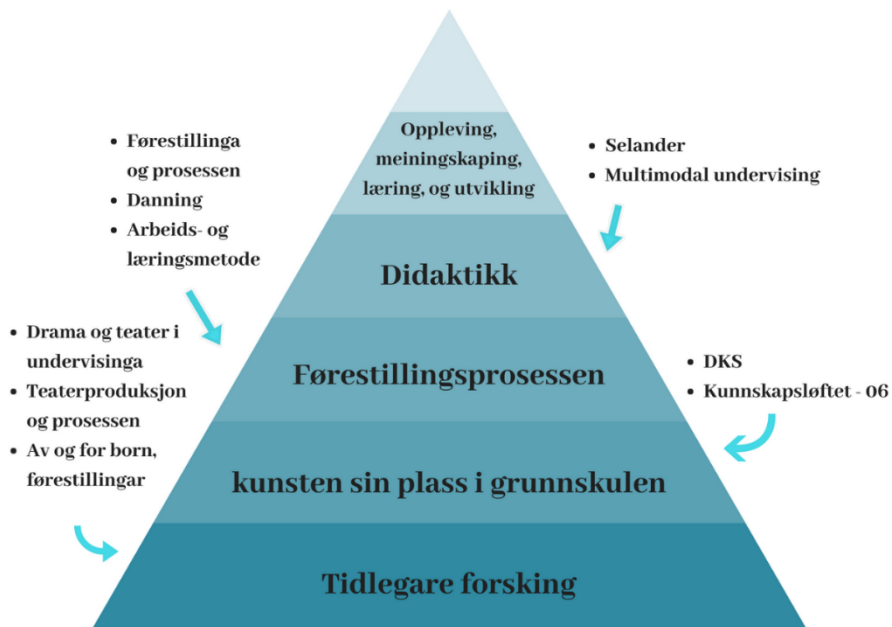 Oppleving,
meiningskaping,
læring, og utvikling
Didaktikk
Førestillingsprosessen
kunsten sin plass i grunnskulen
Tidlegare forsking
• Førestillinga
og prosessen
• Danning
• Arbeids- og
læringsmetode
• Drama og teater i
undervisinga
• Teaterproduksjon
og prosessen
• Av og for born,
førestillingar
• Selander
• Multimodal undervising
• DKS
• Kunnskapsløftet - 06